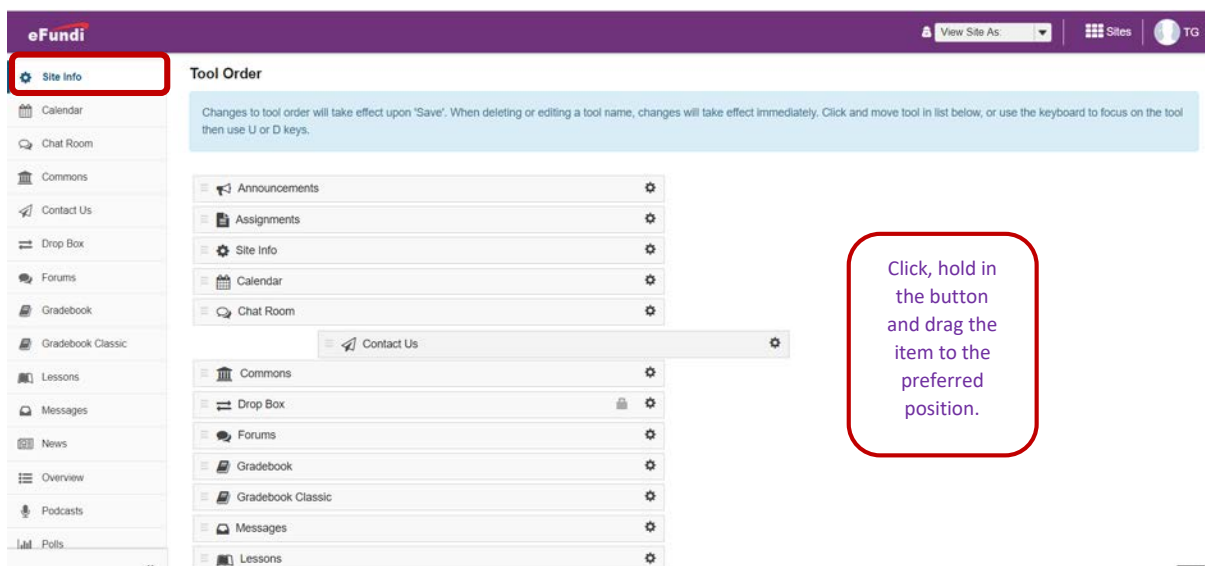 eFundi
View Site As:
Sites
TG
Site Info
Calendar
Chat Room
Commons
Contact Us
Drop Box
Forums
Gradebook
Gradebook Classic
Lessons
Messages
News
Overview
Podcasts
Polls
Tool Order
Changes to tool order will take effect upon 'Save'. When deleting or editing a tool name, changes will take effect immediately. Click and move tool in list below, or use the keyboard to focus on the tool
then use U or D keys.
Announcements
Assignments
Site Info
Calendar
Chat Room
Contact Us
Commons
Drop Box
Forums
Gradebook
Gradebook Classic
Messages
Lessons
Click, hold in
the button
and drag the
item to the
preferred
position.